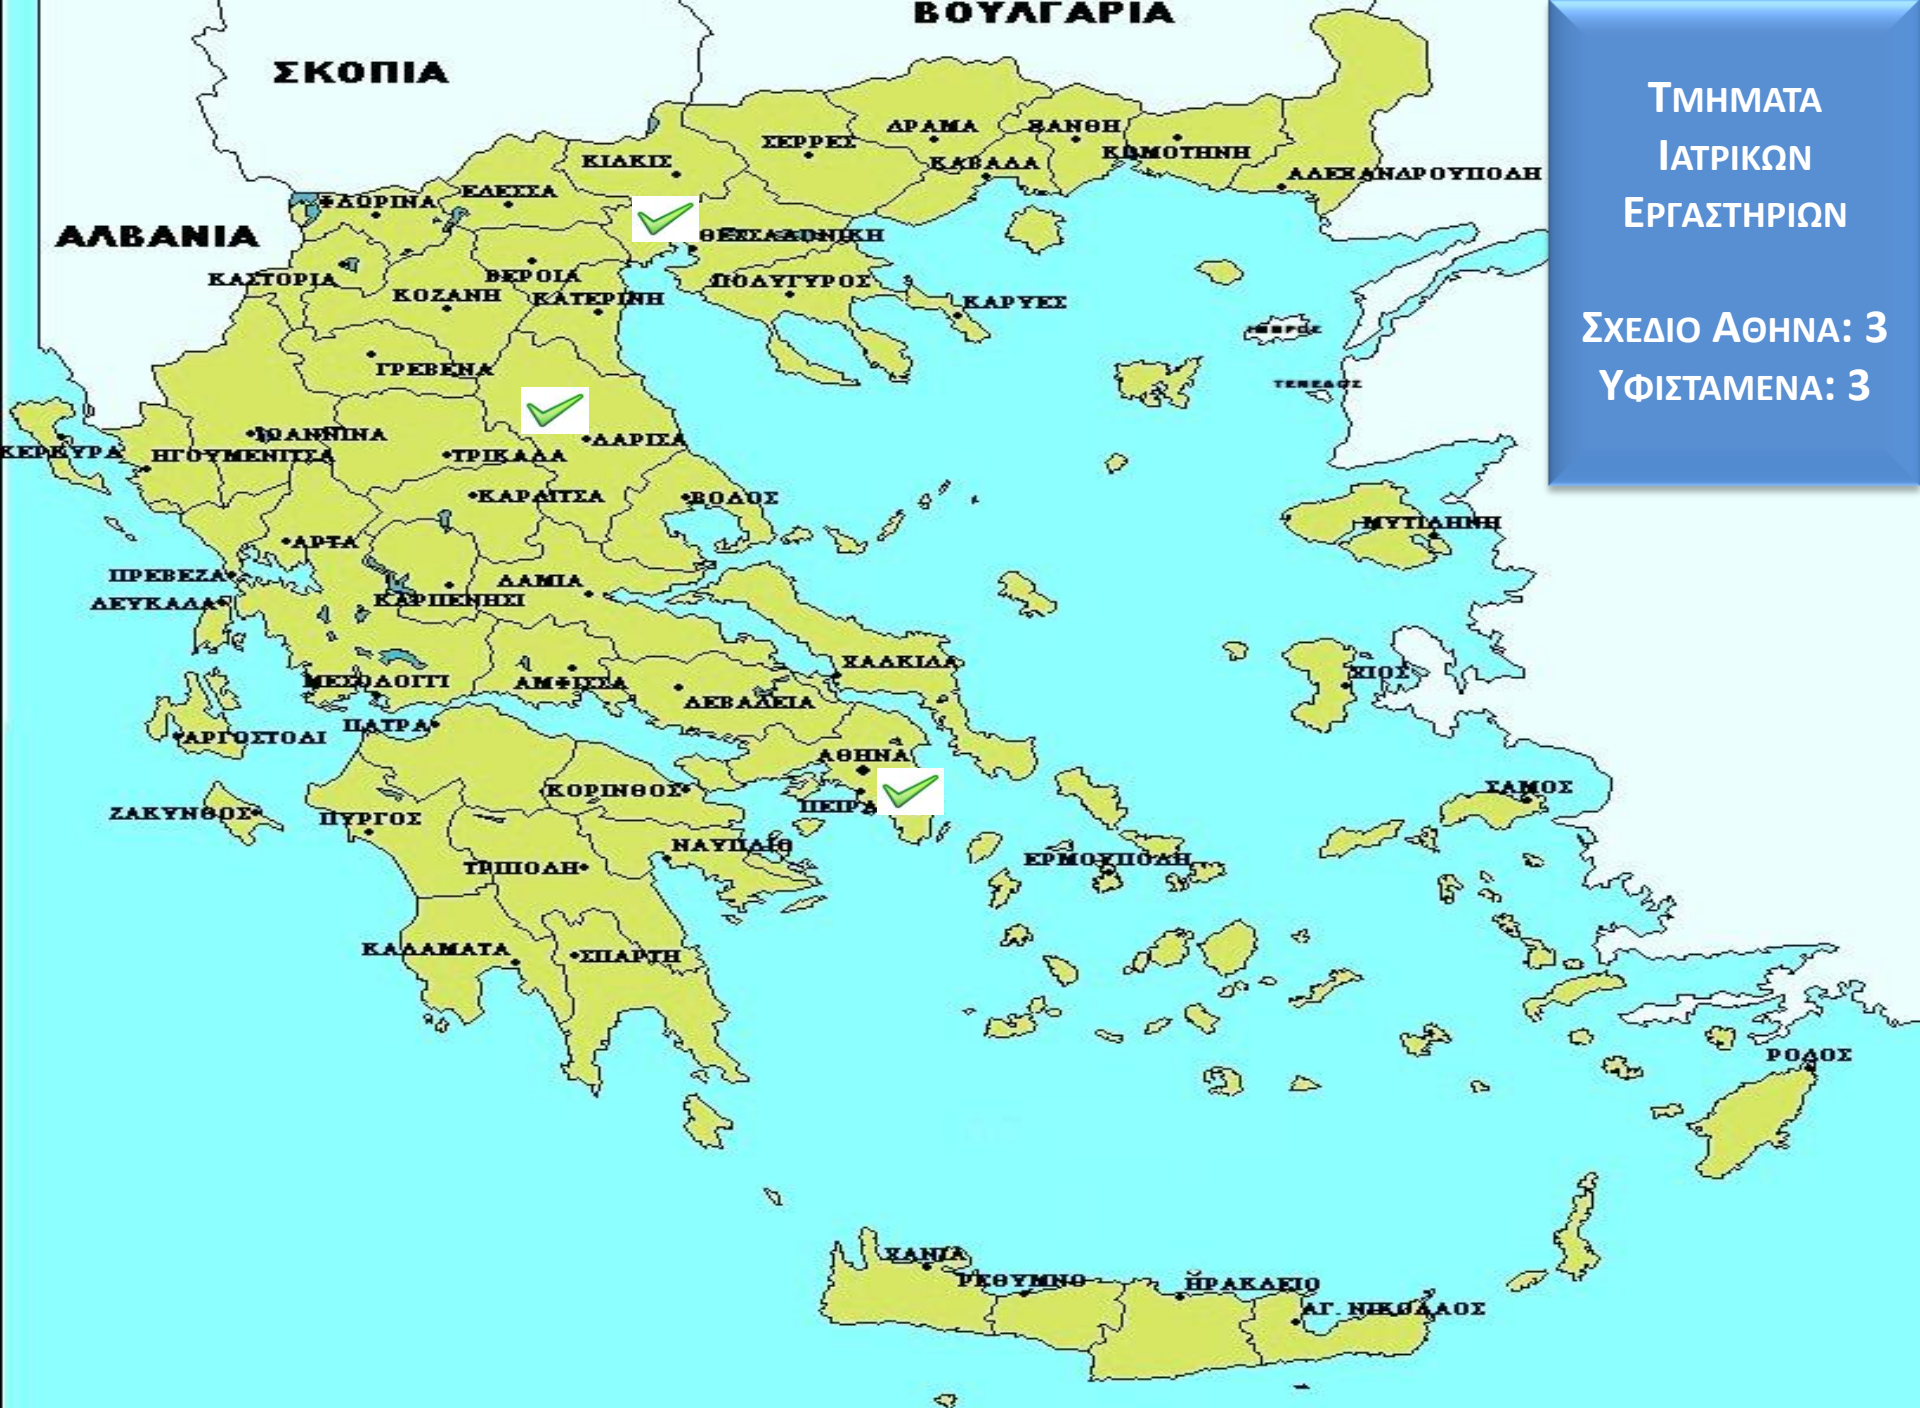 ΒΟΥΛΓΑΡΙΑ
ΣΚΟΠΙΑ
ΑΛΒΑΝΙΑ
ΤΜΗΜΑΤΑ
ΙΑΤΡΙΚΩΝ
ΕΡΓΑΣΤΗΡΙΩΝ
ΣΧΕΔΙΟ ΑΘΗΝΑ: 3
ΥΦΙΣΤΑΜΕΝΑ: 3
ΔΡΑΜΑ
ΞΑΝΘΗ
ΣΕΡΡΕΣ
ΚΙΛΚΙΣ
ΚΑΒΑΛΑ
ΚΟΜΟΤΗΝΗ
ΑΛΕΞΑΝΔΡΟΥΠΟΛΗ
ΕΔΕΣΣΑ
ΦΛΩΡΙΝΑ
ΘΕΣΣΑΛΟΝΙΚΗ
ΚΑΣΤΟΡΙΑ
ΒΕΡΟΙΑ
ΠΟΛΥΓΥΡΟΣ
ΚΟΖΑΝΗ
ΚΑΤΕΡΙΝΗ
ΚΑΡΥΕΣ
ΙΜΒΡΟΣ
ΓΡΕΒΕΝΑ
ΤΕΝΕΔΟΣ
ΙΩΑΝΝΙΝΑ
ΛΑΡΙΣΑ
ΚΕΡΚΥΡΑ
ΗΓΟΥΜΕΝΙΤΣΑ
ΤΡΙΚΑΛΑ
ΚΑΡΔΙΤΣΑ
ΒΟΛΟΣ
ΜΥΤΙΛΗΝΗ
ΑΡΤΑ
ΠΡΕΒΕΖΑ
ΛΑΜΙΑ
ΛΕΥΚΑΔΑ
ΚΑΡΠΕΝΗΣΙ
ΧΑΛΚΙΔΑ
ΧΙΟΣ
ΜΕΣΟΛΟΓΓΙ
ΑΜΦΙΣΣΑ
ΛΕΒΑΔΕΙΑ
ΠΑΤΡΑ
ΑΡΓΟΣΤΟΛΙ
ΑΘΗΝΑ
ΚΟΡΙΝΘΟΣ
ΣΑΜΟΣ
ΠΕΙΡΑ
ΖΑΚΥΝΘΟΣ
ΠΥΡΓΟΣ
ΝΑΥΠΛΙΟ
ΕΡΜΟΥΠΟΛΗ
ΤΡΙΠΟΛΗ
ΚΑΛΑΜΑΤΑ
ΣΠΑΡΤΗ
ΡΟΔΟΣ
ΧΑΝΙΑ
ΡΕΘΥΜΝΟ
ΗΡΑΚΛΕΙΟ
ΑΓ. ΝΙΚΟΛΑΟΣ